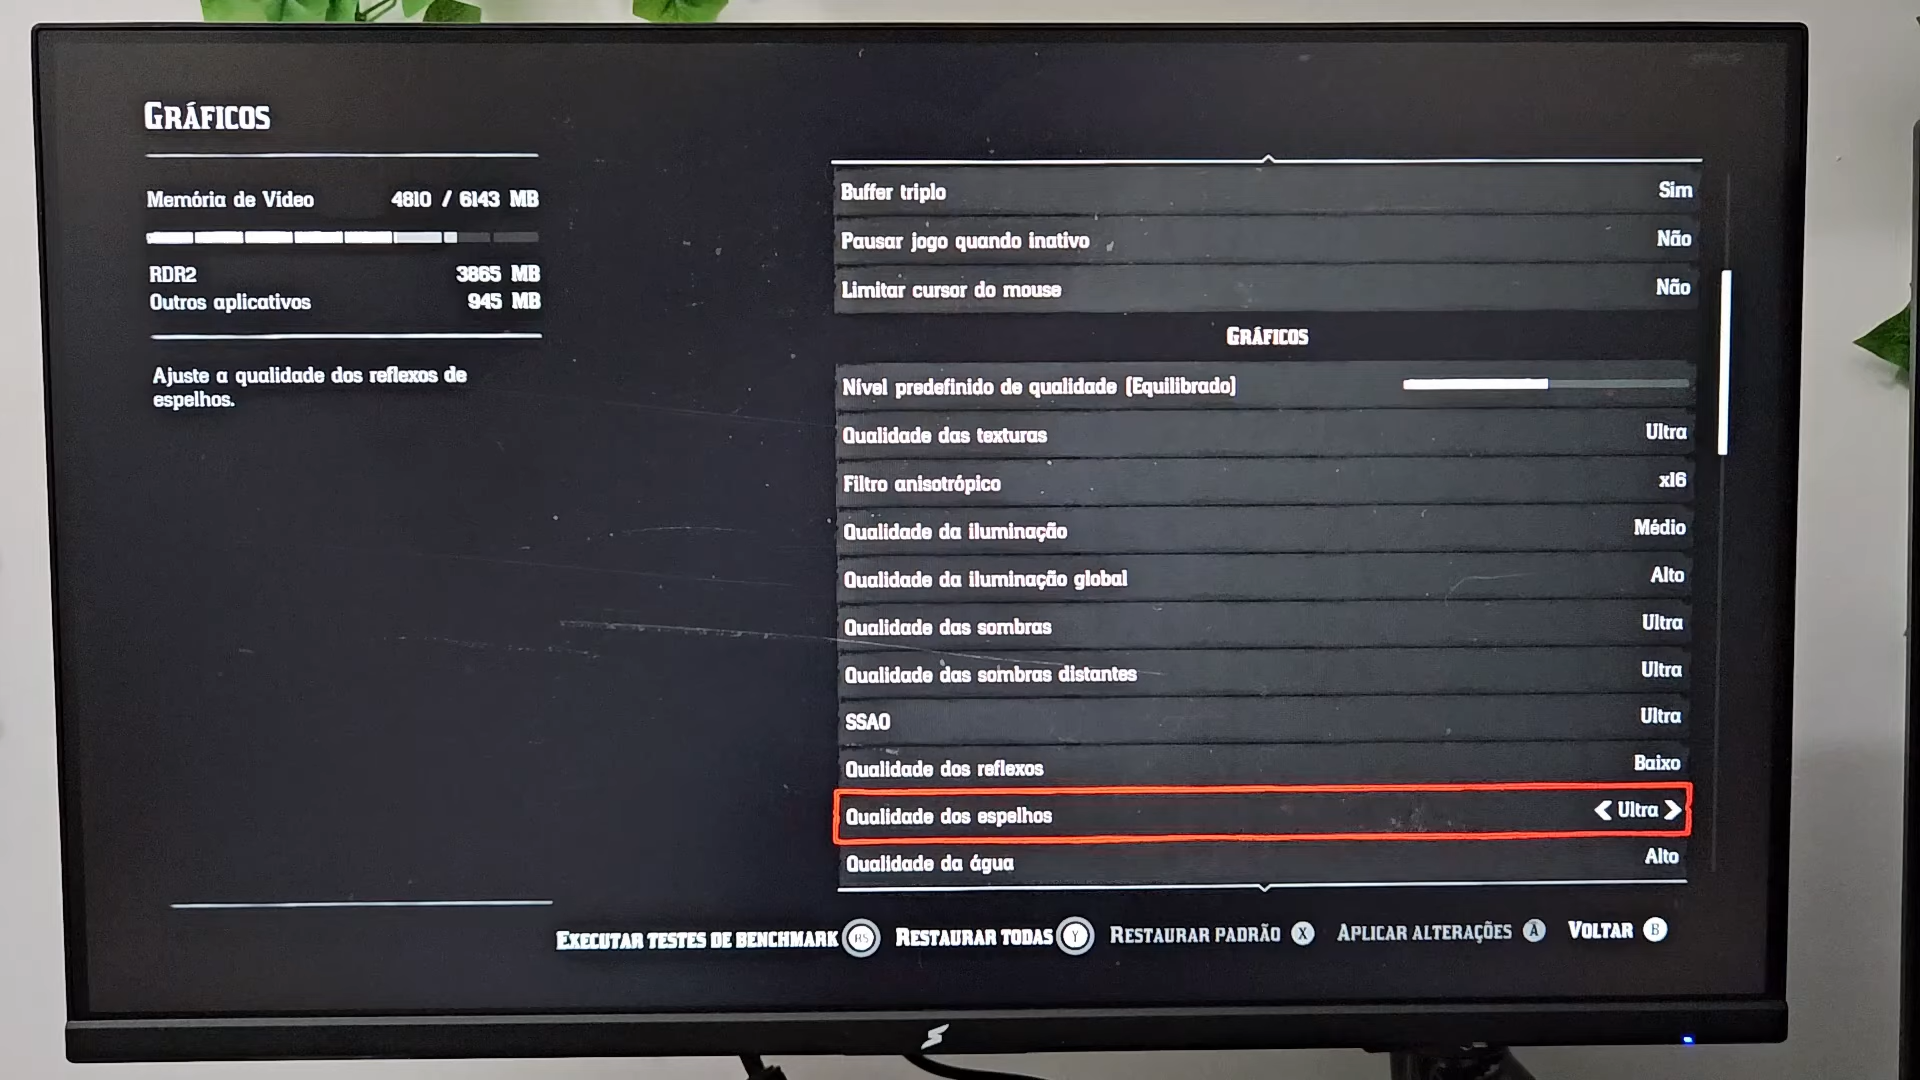 GRÁFICOS
Memória de Vídeo 4810 / 6143 MB
RDR2 3865 MB
Outros aplicativos 945 MB
Ajuste a qualidade dos reflexos de
espelhos.
Buffer triplo Sim
Pausar jogo quando inativo Não
Limitar cursor do mouse Não
GRÁFICOS
Nível predefinido de qualidade (Equilibrado)
Qualidade das texturas Ultra
Filtro anisotrópico x16
Qualidade da iluminação Médio
Qualidade da iluminação global Alto
Qualidade das sombras Ultra
Qualidade das sombras distantes Ultra
SSAO Ultra
Qualidade dos reflexos Baixo
Qualidade dos espelhos Ultra
Qualidade da água Alto
EXECUTAR TESTES DE BENCHMARK RS RESTAURAR TODAS Y RESTAURAR PADRÃO X APLICAR ALTERAÇÕES A VOLTAR B